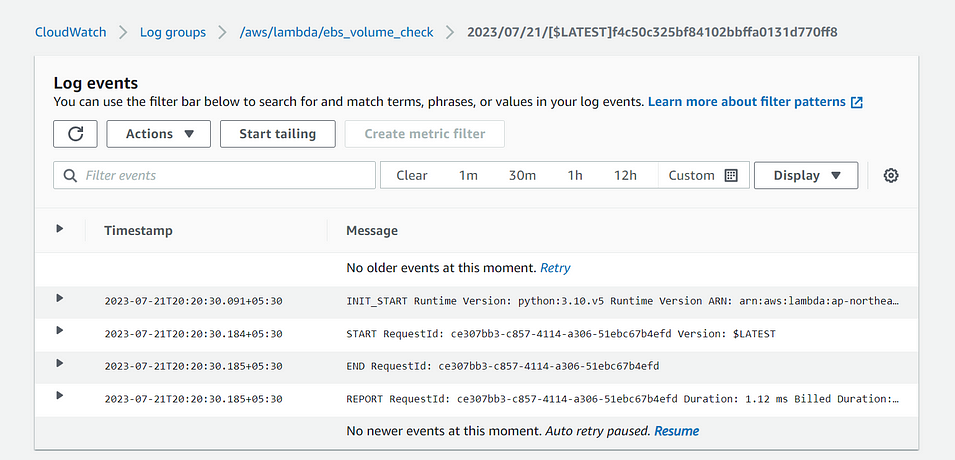 CloudWatch > Log groups > /aws/lambda/ebs_volume_check > 2023/07/21/[$LATEST]f4c50c325bf84102bbffa0131d770ff8
Log events
You can use the filter bar below to search for and match terms, phrases, or values in your log events. Learn more about filter patterns
Actions Start tailing Create metric filter
Filter events Clear 1m 30m 1h 12h Custom Display
Timestamp Message
No older events at this moment. Retry
2023-07-21T20:20:30.091+05:30 INIT_START Runtime Version: python:3.10.v5 Runtime Version ARN: arn:aws:lambda:ap-northea…
2023-07-21T20:20:30.184+05:30 START RequestId: ce307bb3-c857-4114-a306-51ebc67b4efd Version: $LATEST
2023-07-21T20:20:30.185+05:30 END RequestId: ce307bb3-c857-4114-a306-51ebc67b4efd
2023-07-21T20:20:30.185+05:30 REPORT RequestId: ce307bb3-c857-4114-a306-51ebc67b4efd Duration: 1.12 ms Billed Duration:…
No newer events at this moment. Auto retry paused. Resume